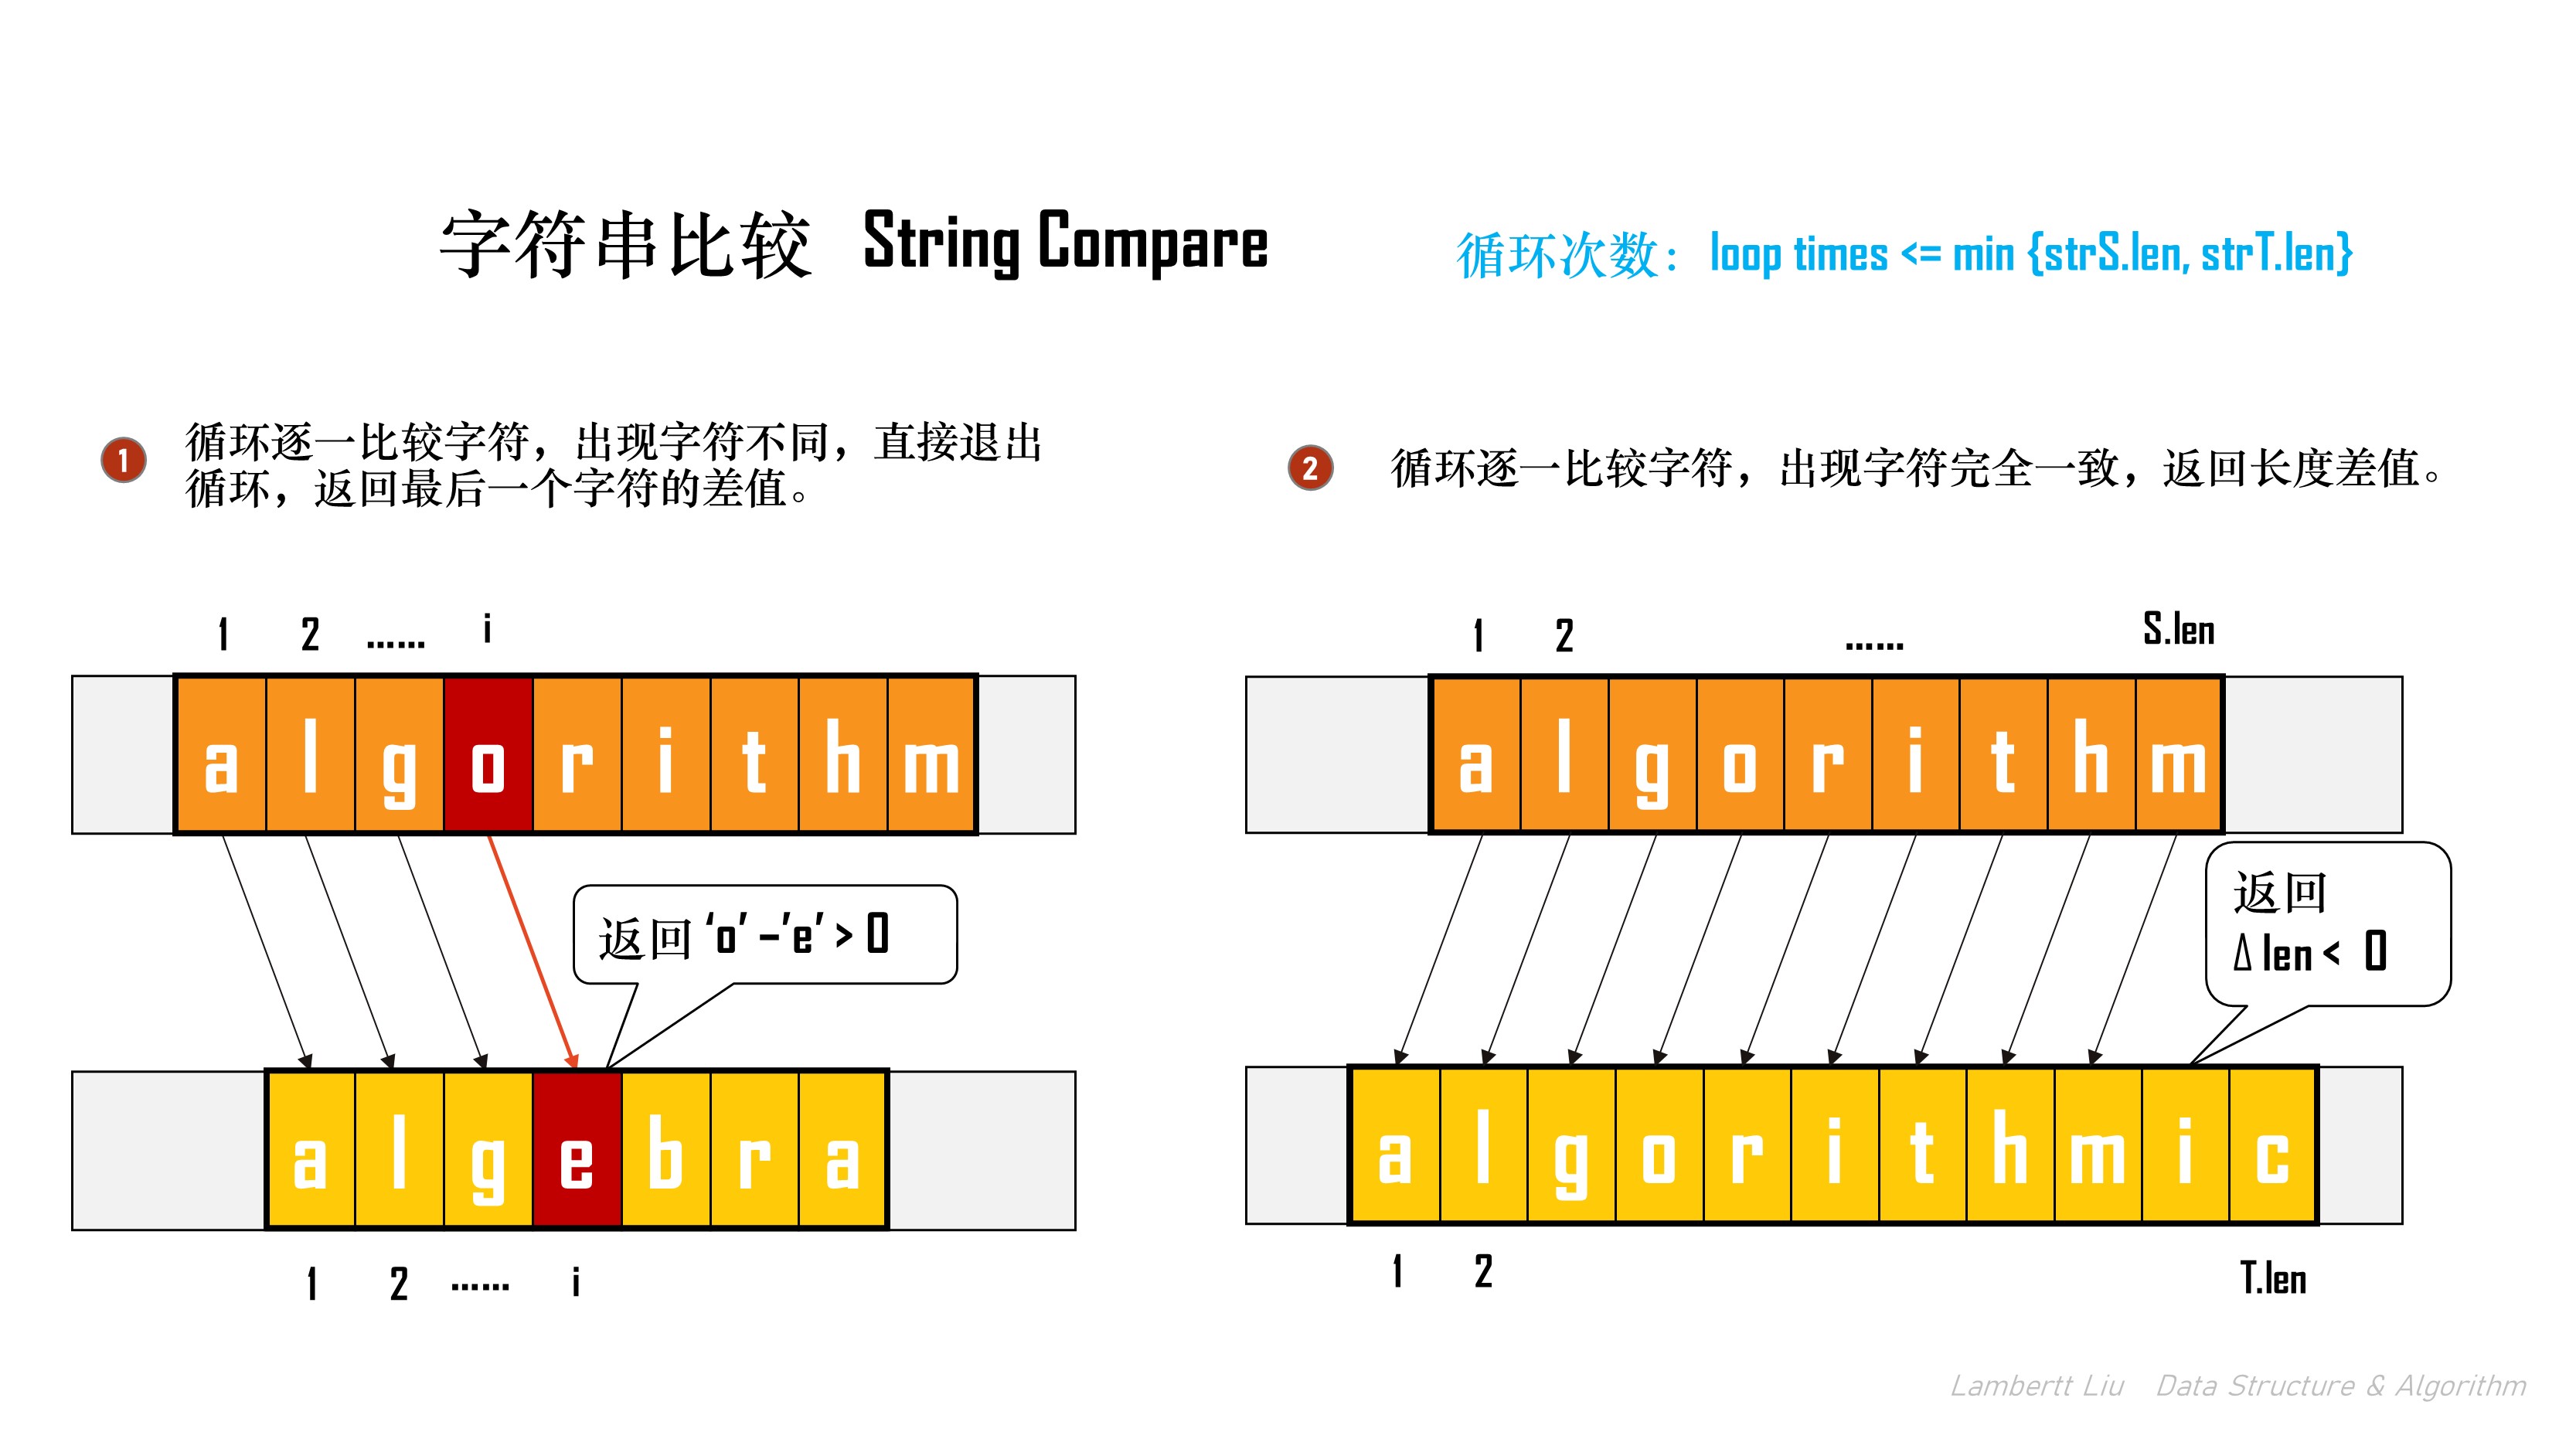 字符串比较 String Compare
循环次数： loop times <= min {strS.len, strT.len}
1
循环逐一比较字符，出现字符不同，直接退出
循环，返回最后一个字符的差值。
1 2 …… i
a l g o r i t h m
返回 ‘o’ –’e’ > 0
a l g e b r a
1 2 …… i
2
循环逐一比较字符，出现字符完全一致，返回长度差值。
1 2 …… S.len
a l g o r i t h m
返回
Δ len < 0
a l g o r i t h m i c
1 2 T.len
Lambertt Liu Data Structure & Algorithm